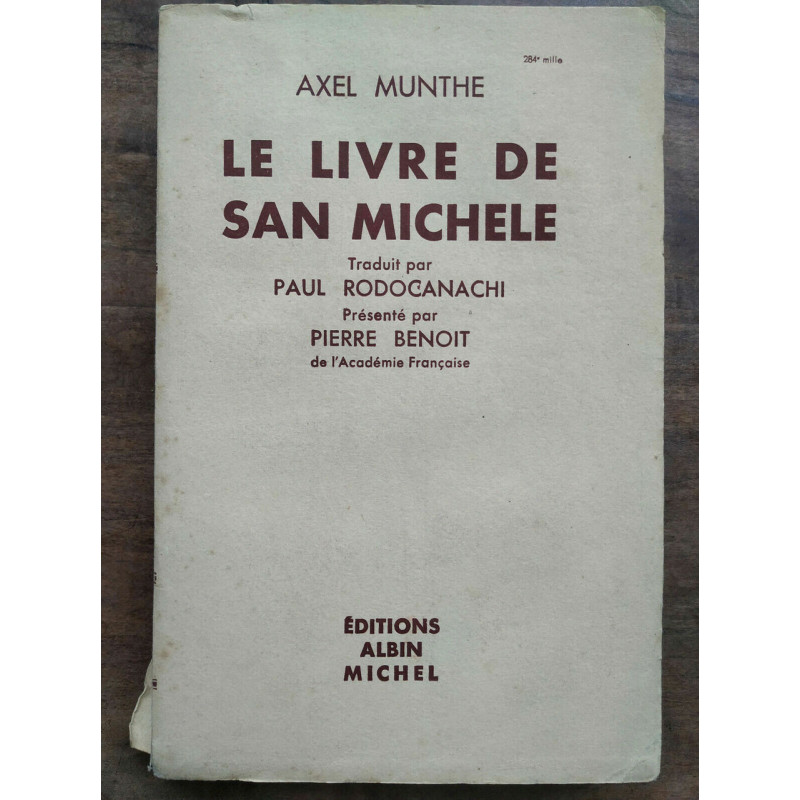 284e mille
AXEL MUNTHE
LE LIVRE DE
SAN MICHELE
Traduit par
PAUL RODOCANACHI
Présenté par
PIERRE BENOIT
de l'Académie Française
ÉDITIONS
ALBIN
MICHEL